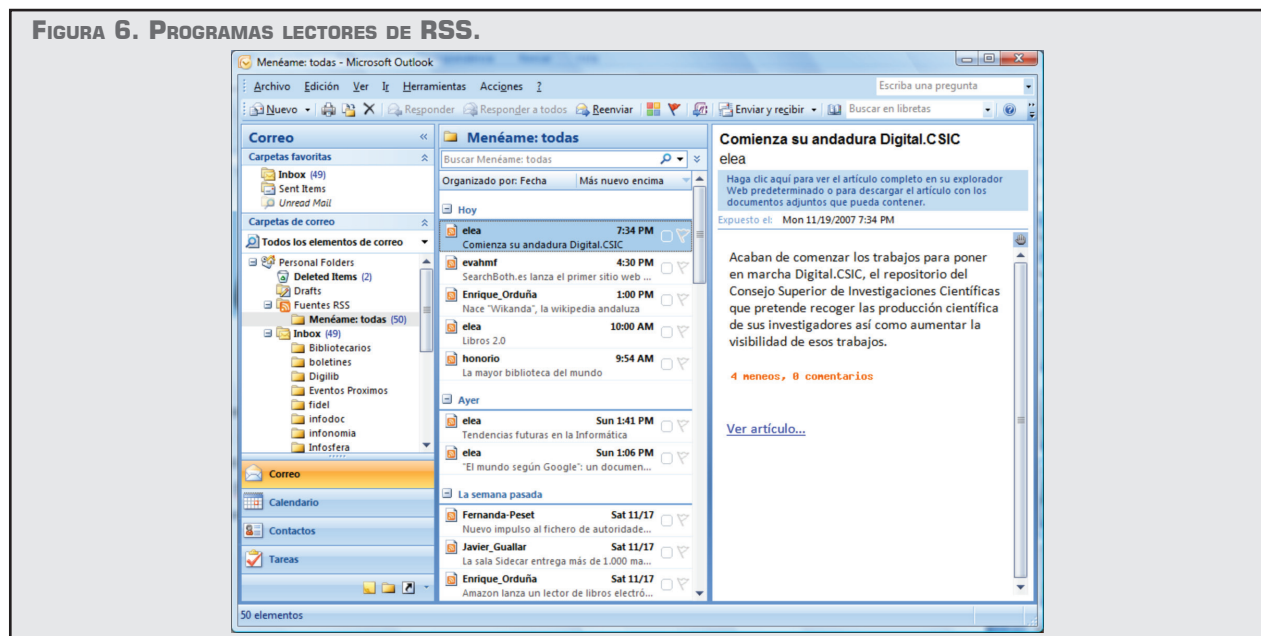 FIGURA 6. PROGRAMAS LECTORES DE RSS.
Menéame: todas - Microsoft Outlook
Archivo Edición Ver Ir Herramientas Acciones ?
Escriba una pregunta
Nuevo Responder Responder a todos Reenviar Enviar y recibir Buscar en libretas
Correo
Carpetas favoritas
Inbox (49)
Sent Items
Unread Mail
Carpetas de correo
Todos los elementos de correo
Personal Folders
Deleted Items (2)
Drafts
Fuentes RSS
Menéame: todas (50)
Inbox (49)
Bibliotecarios
boletines
Digilib
Eventos Proximos
fidel
infodoc
infonomia
Infosfera
Correo
Calendario
Contactos
Tareas
50 elementos
Menéame: todas
Buscar Menéame: todas
Organizado por: Fecha Más nuevo encima
Hoy
elea 7:34 PM
Comienza su andadura Digital.CSIC
evahmf 4:30 PM
SearchBoth.es lanza el primer sitio web ...
Enrique_Orduña 1:00 PM
Nace "Wikanda", la wikipedia andaluza
elea 10:00 AM
Libros 2.0
honorio 9:54 AM
La mayor biblioteca del mundo
Ayer
elea Sun 1:41 PM
Tendencias futuras en la Informática
elea Sun 1:06 PM
"El mundo según Google": un documen...
La semana pasada
Fernanda-Peset Sat 11/17
Nuevo impulso al fichero de autoridade...
Javier_Guallar Sat 11/17
La sala Sidecar entrega más de 1.000 ma...
Enrique_Orduña Sat 11/17
Amazon lanza un lector de libros electró...
Comienza su andadura Digital.CSIC
elea
Haga clic aquí para ver el artículo completo en su explorador
Web predeterminado o para descargar el artículo con los
documentos adjuntos que pueda contener.
Expuesto el: Mon 11/19/2007 7:34 PM
Acaban de comenzar los trabajos para poner
en marcha Digital.CSIC, el repositorio del
Consejo Superior de Investigaciones Científicas
que pretende recoger las producción científica
de sus investigadores así como aumentar la
visibilidad de esos trabajos.
4 meneos, 0 comentarios
Ver artículo...